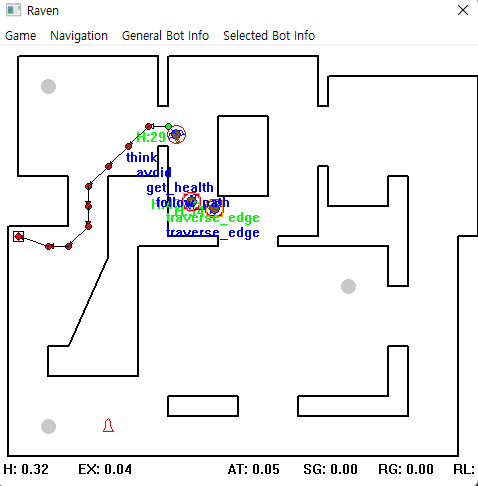 Raven
Game Navigation General Bot Info Selected Bot Info
H:29
think
avoid
get_health
follow_path
traverse_edge
traverse_edge
H: 0.32 EX: 0.04 AT: 0.05 SG: 0.00 RG: 0.00 RL: